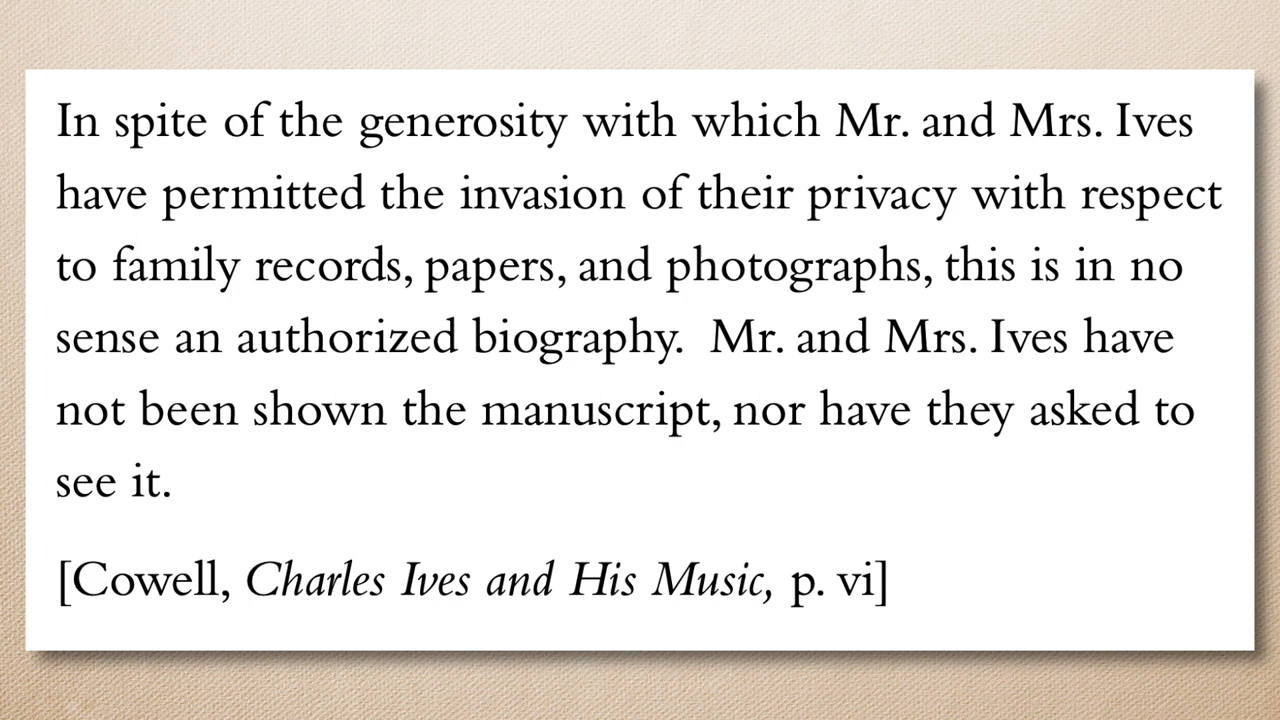 In spite of the generosity with which Mr. and Mrs. Ives
have permitted the invasion of their privacy with respect
to family records, papers, and photographs, this is in no
sense an authorized biography.  Mr. and Mrs. Ives have
not been shown the manuscript, nor have they asked to
see it.
[Cowell, Charles Ives and His Music, p. vi]